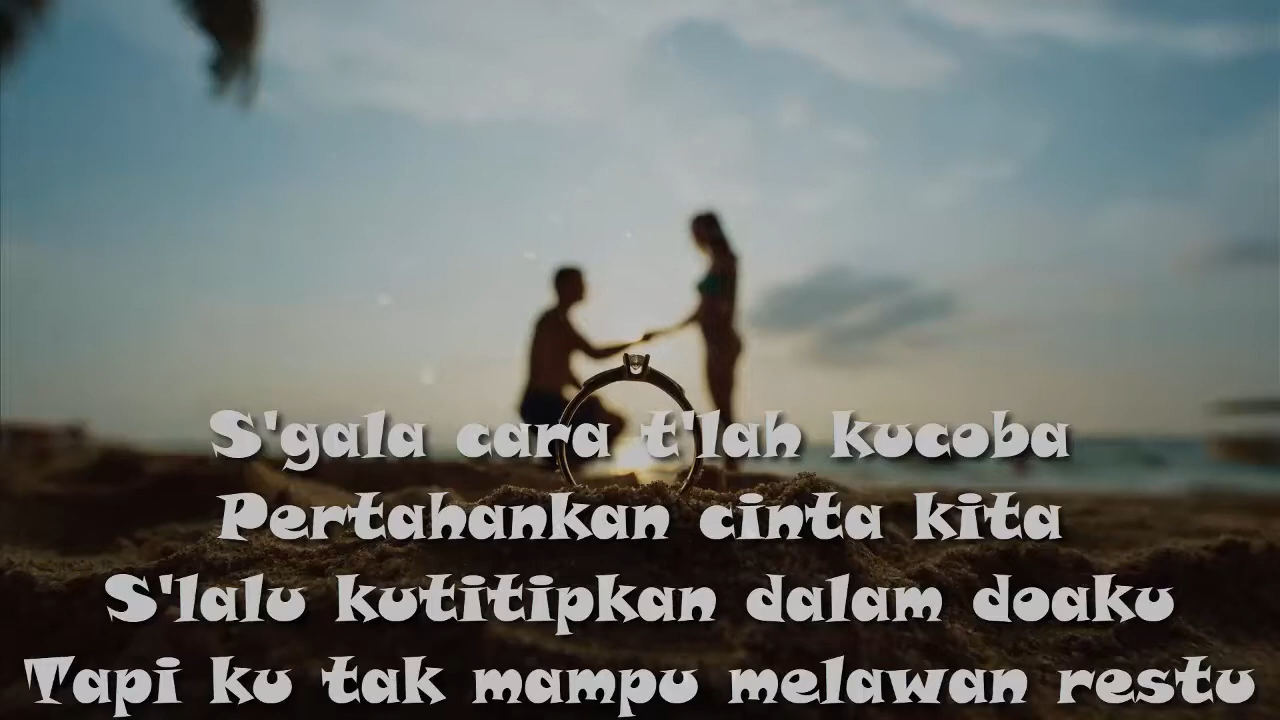 S'gala cara t'lah kucoba
Pertahankan cinta kita
S'lalu kutitipkan dalam doaku
Tapi ku tak mampu melawan restu